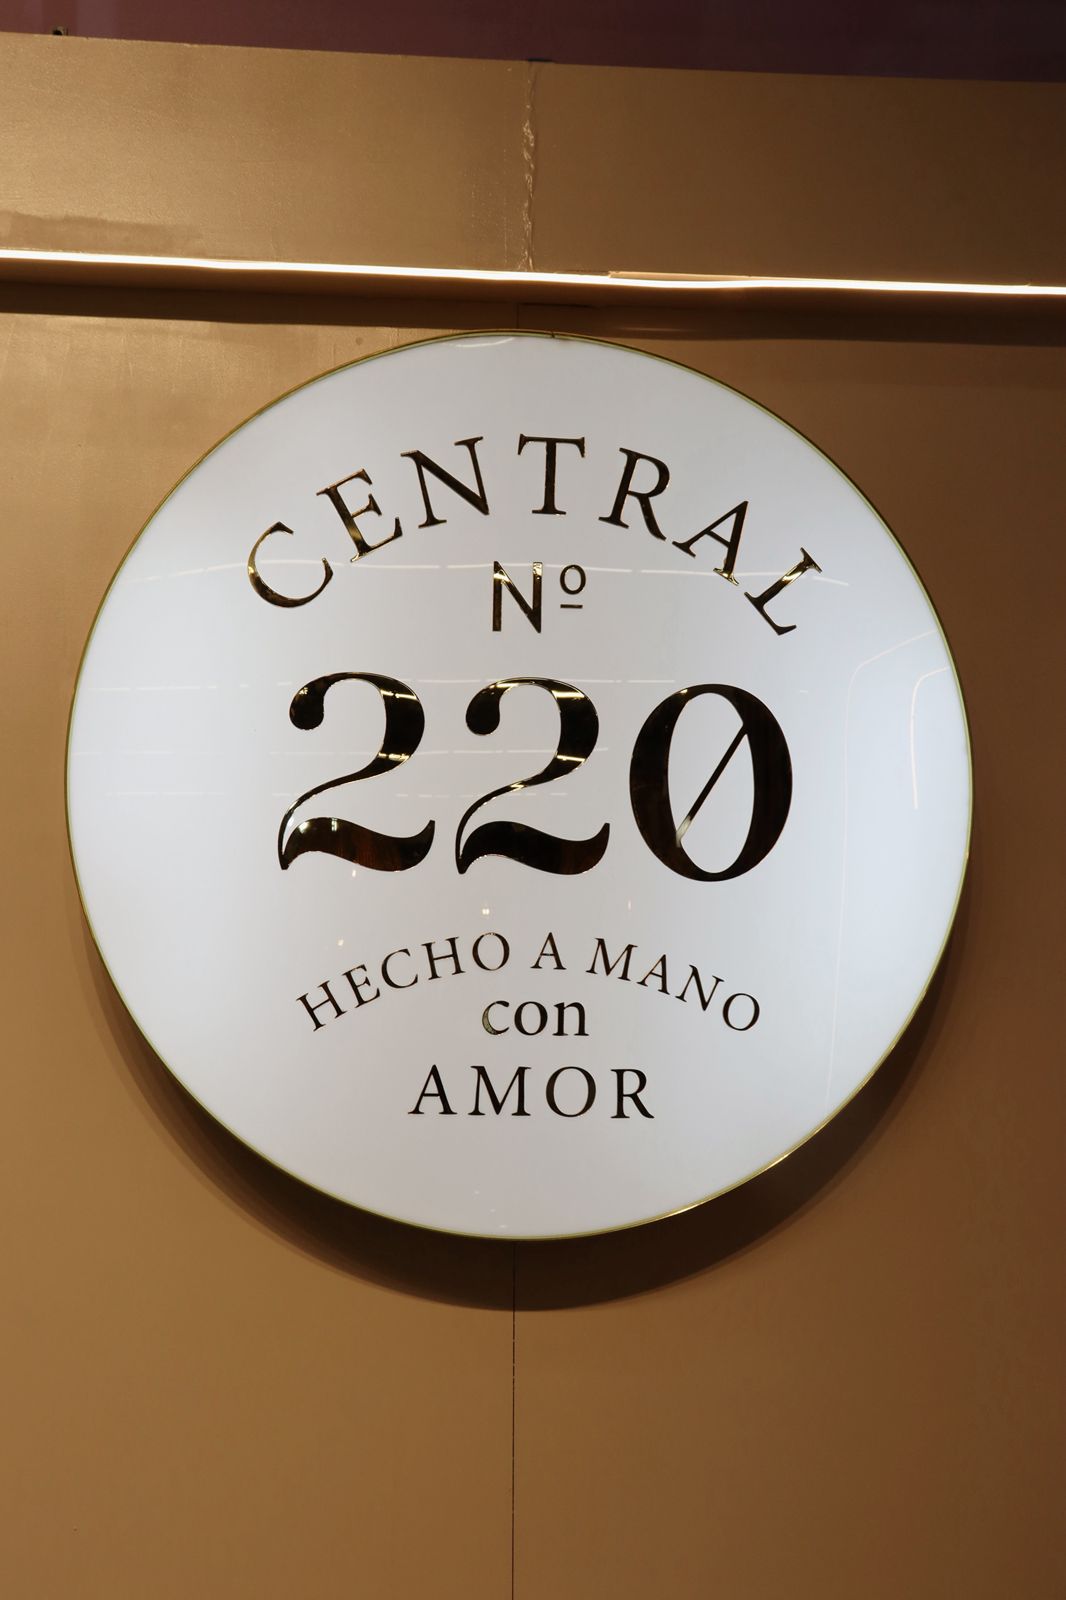 CENTRAL
Nº
220
HECHO A MANO
con
AMOR